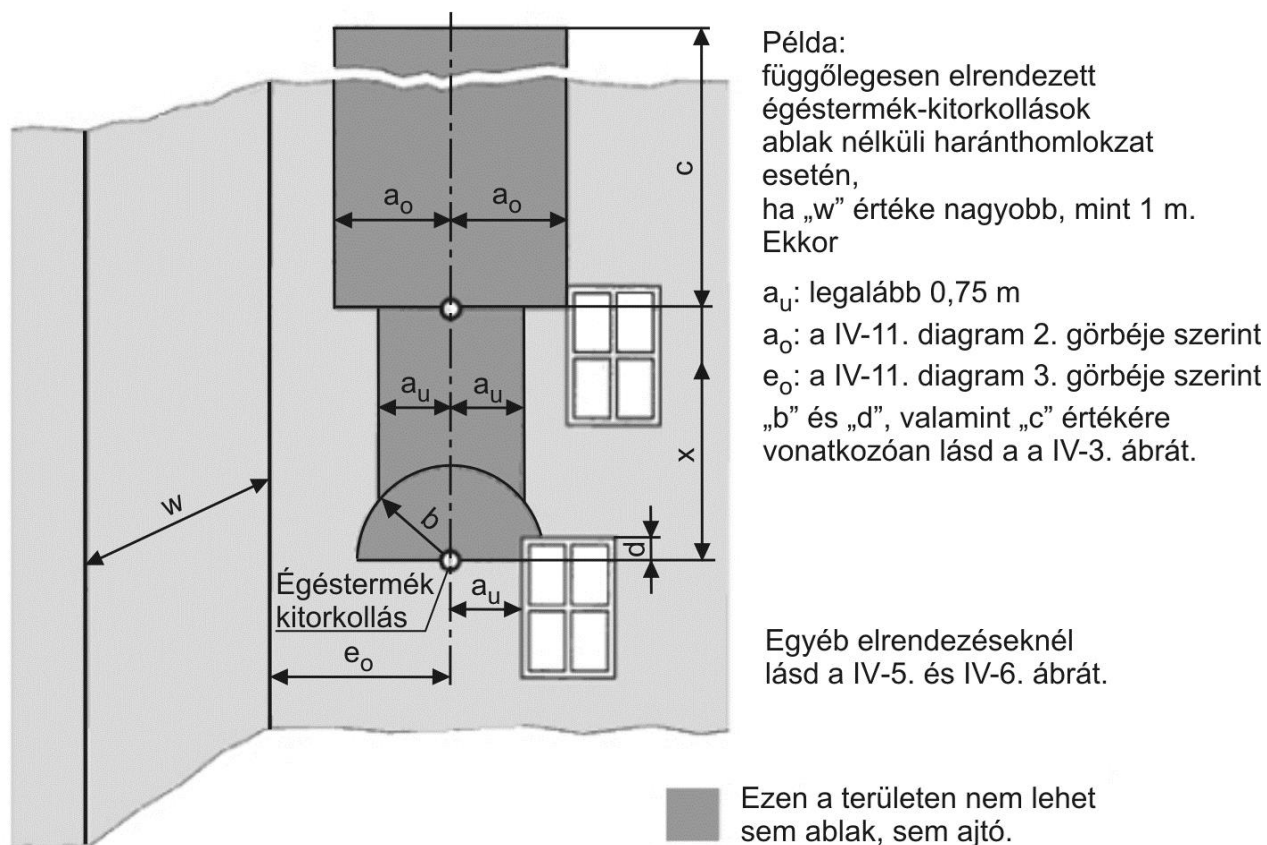 Példa:
függőlegesen elrendezett
égéstermék-kitorkollások
ablak nélküli haránthomlokzat
esetén,
ha „w” értéke nagyobb, mint 1 m.
Ekkor
a_u: legalább 0,75 m
a_o: a IV-11. diagram 2. görbéje szerint
e_o: a IV-11. diagram 3. görbéje szerint
„b” és „d”, valamint „c” értékére
vonatkozóan lásd a a IV-3. ábrát.
c
a_o a_o
a_u a_u
x
w
b
d
Égéstermék
kitorkollás
a_u
e_o
Egyéb elrendezéseknél
lásd a IV-5. és IV-6. ábrát.
Ezen a területen nem lehet
sem ablak, sem ajtó.